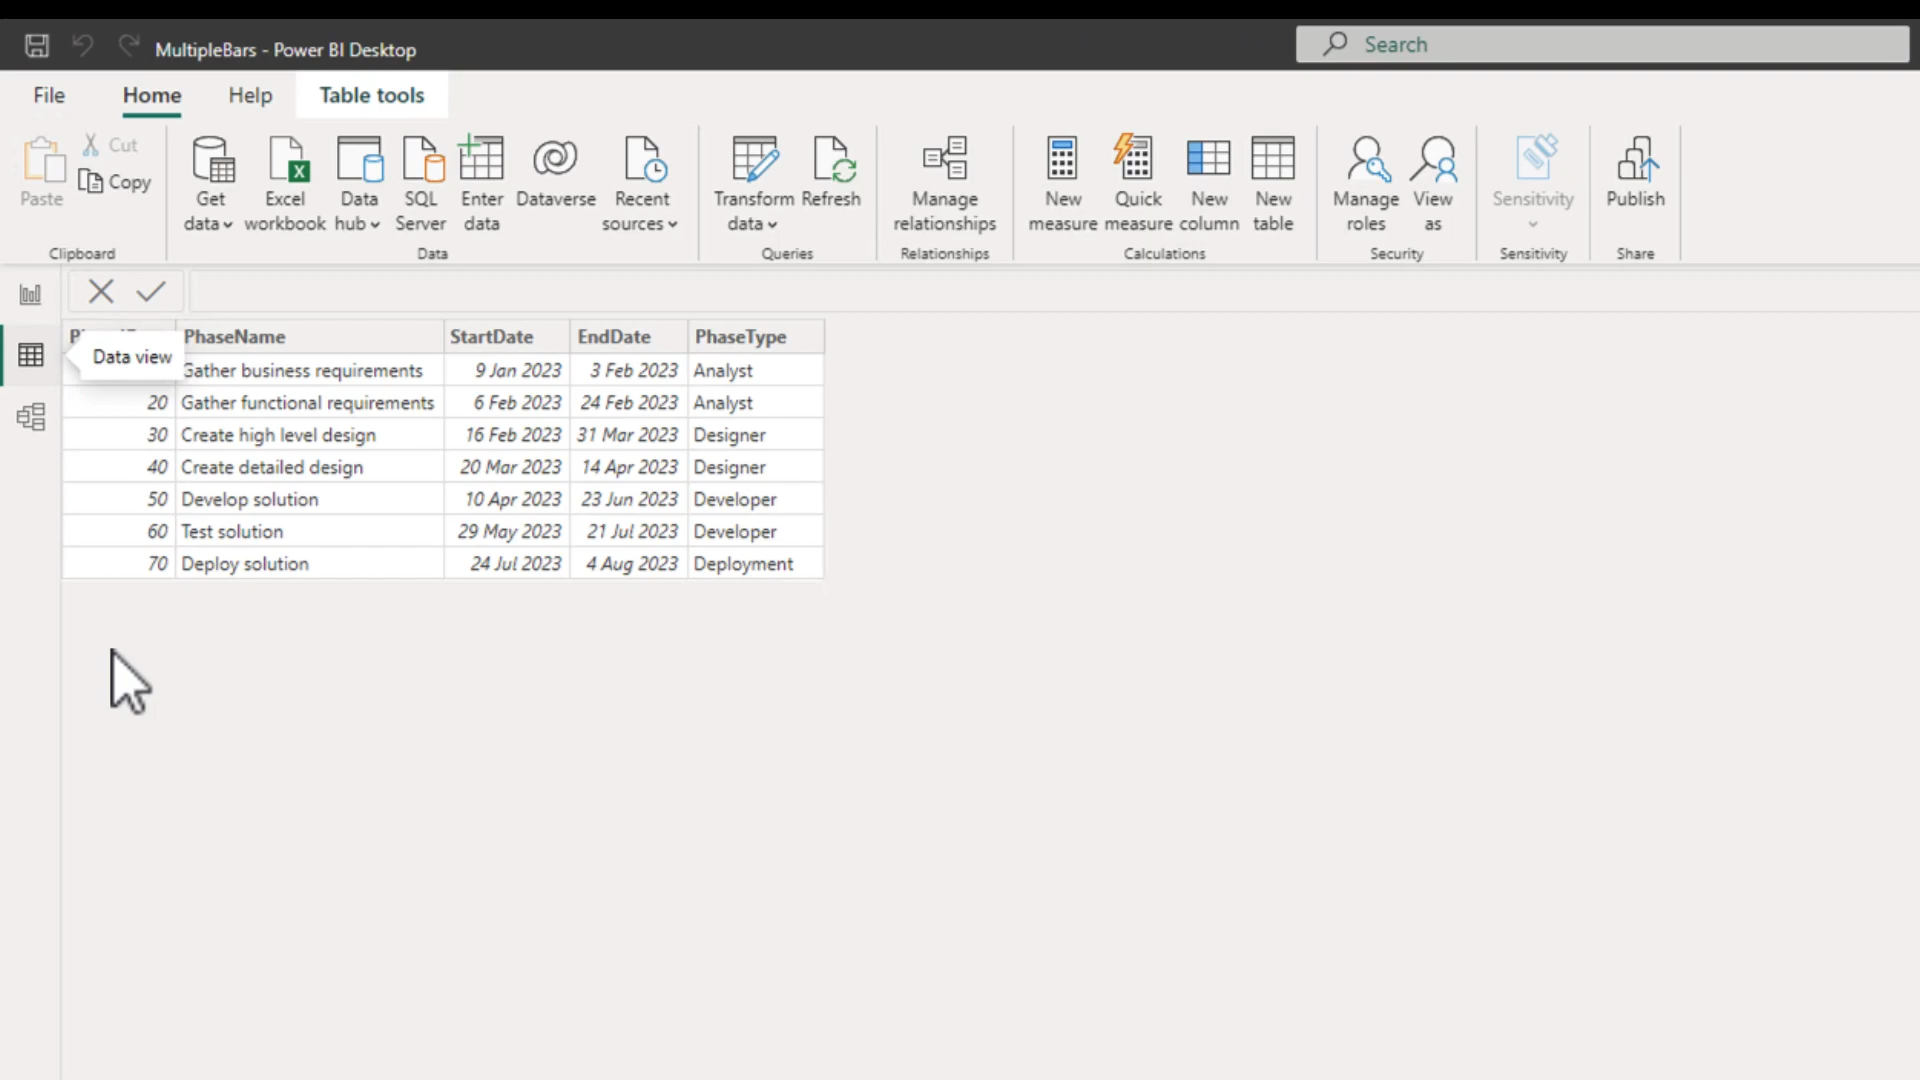 MultipleBars - Power BI Desktop
Search
File Home Help Table tools
Paste
Cut
Copy
Clipboard
Get data
Excel workbook
Data hub
SQL Server
Enter data
Dataverse
Recent sources
Data
Transform data
Refresh
Queries
Manage relationships
Relationships
New measure
Quick measure
New column
New table
Calculations
Manage roles
View as
Security
Sensitivity
Sensitivity
Publish
Share
Data view
PhaseName StartDate EndDate PhaseType
Gather business requirements 9 Jan 2023 3 Feb 2023 Analyst
20 Gather functional requirements 6 Feb 2023 24 Feb 2023 Analyst
30 Create high level design 16 Feb 2023 31 Mar 2023 Designer
40 Create detailed design 20 Mar 2023 14 Apr 2023 Designer
50 Develop solution 10 Apr 2023 23 Jun 2023 Developer
60 Test solution 29 May 2023 21 Jul 2023 Developer
70 Deploy solution 24 Jul 2023 4 Aug 2023 Deployment